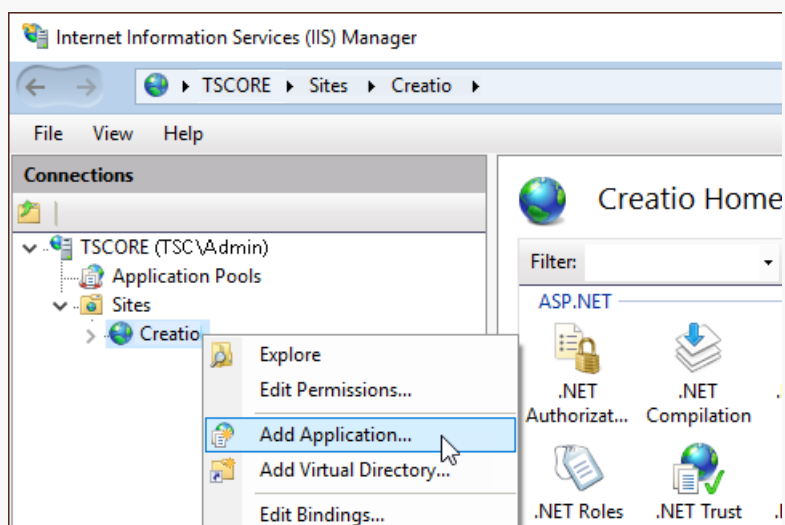 Internet Information Services (IIS) Manager
TSCORE Sites Creatio
File View Help
Connections
Creatio Home
TSCORE (TSC\Admin)
Filter:
Application Pools
Sites
ASP.NET
Creatio
Explore
Edit Permissions...
.NET Authorizat...
.NET Compilation
Add Application...
Add Virtual Directory...
Edit Bindings...
.NET Roles
.NET Trust